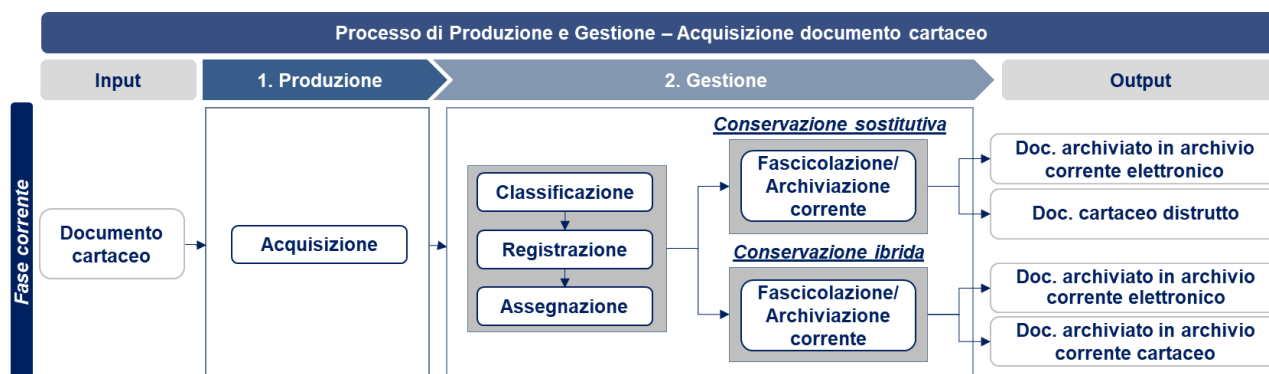 Processo di Produzione e Gestione – Acquisizione documento cartaceo
Input
1. Produzione
2. Gestione
Output
Fase corrente
Documento
cartaceo
Acquisizione
Classificazione
Registrazione
Assegnazione
Conservazione sostitutiva
Fascicolazione/
Archiviazione
corrente
Conservazione ibrida
Fascicolazione/
Archiviazione
corrente
Doc. archiviato in archivio
corrente elettronico
Doc. cartaceo distrutto
Doc. archiviato in archivio
corrente elettronico
Doc. archiviato in archivio
corrente cartaceo